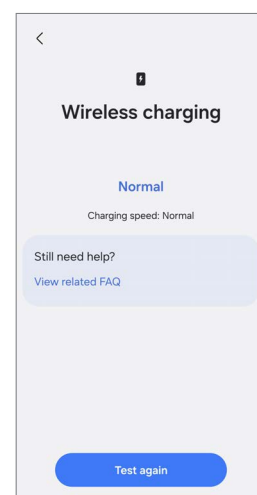 Wireless charging
Normal
Charging speed: Normal
Still need help?
View related FAQ
Test again